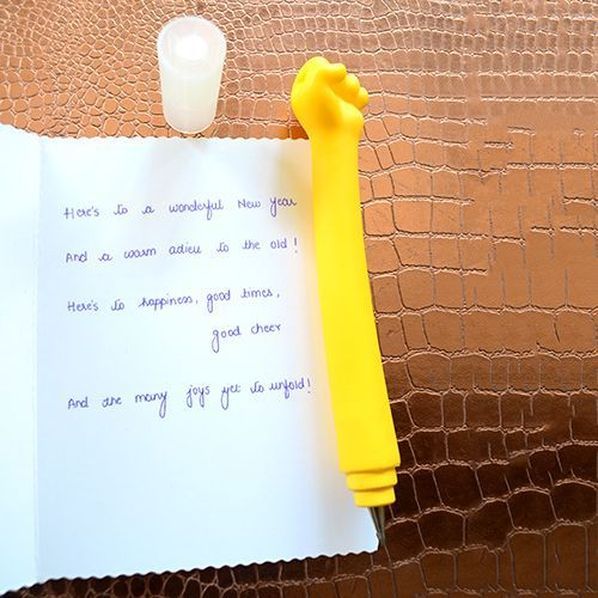 Here's to a wonderful New year
And a warm adieu to the old!
Here's to happiness, good times,
good cheer
And the many joys yet to unfold!